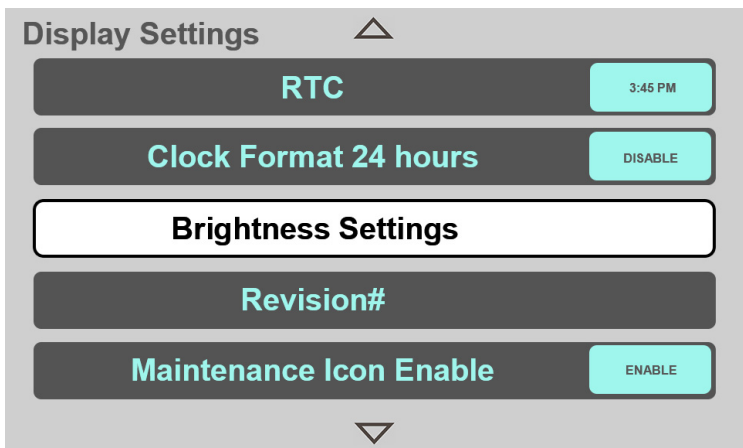 Display Settings
RTC 3:45 PM
Clock Format 24 hours DISABLE
Brightness Settings
Revision#
Maintenance Icon Enable ENABLE